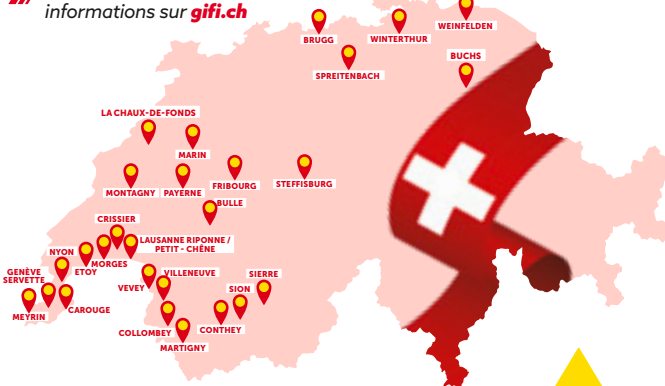 informations sur gifi.ch
WEINFELDEN
BRUGG
WINTERTHUR
BUCHS
SPREITENBACH
LA CHAUX-DE-FONDS
MARIN
FRIBOURG
STEFFISBURG
MONTAGNY
PAYERNE
BULLE
CRISSIER
LAUSANNE RIPONNE /
PETIT - CHÊNE
NYON
MORGES
ETOY
GENÈVE
SERVETTE
VILLENEUVE
SIERRE
VEVEY
SION
CAROUGE
MEYRIN
COLLOMBEY
CONTHEY
MARTIGNY